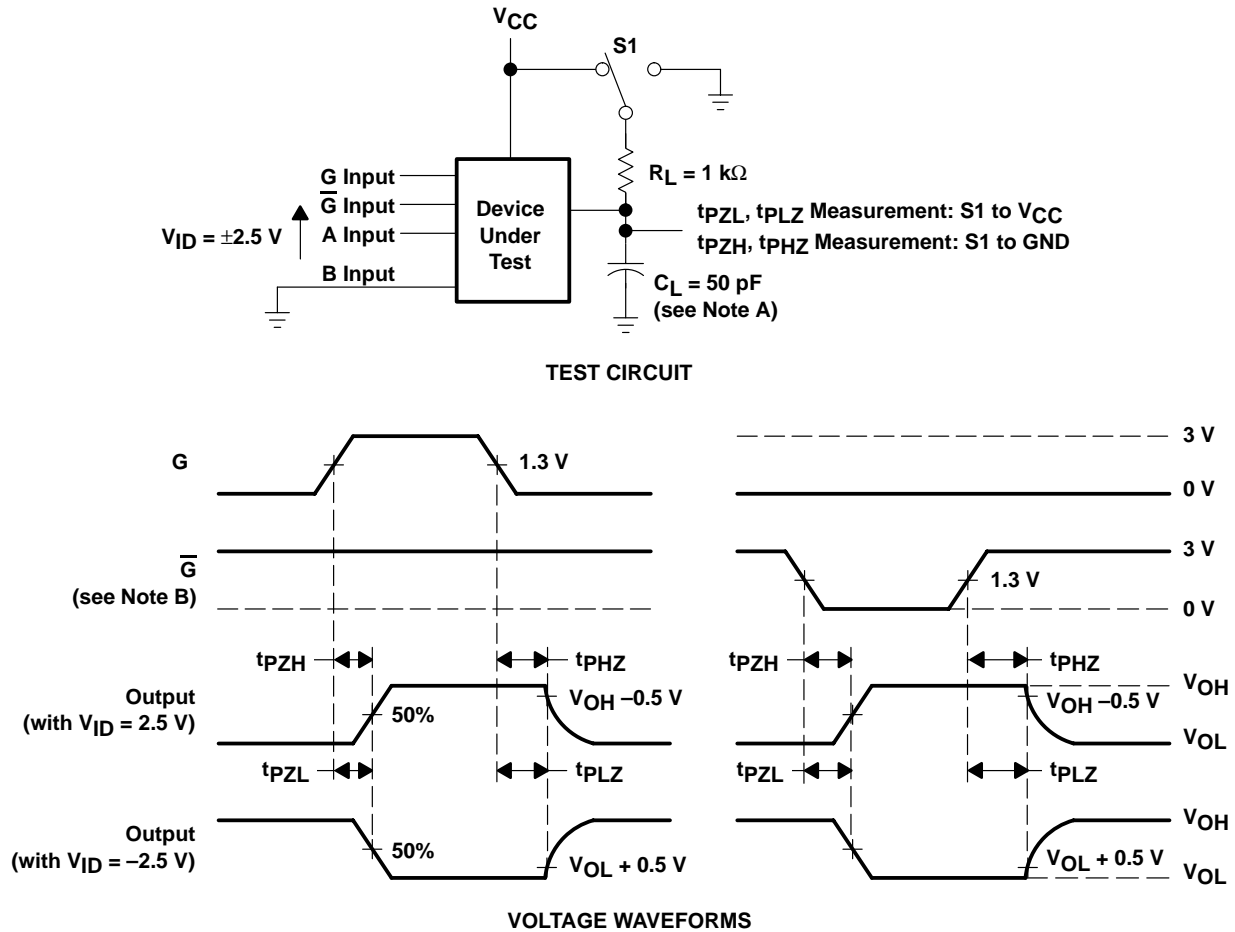 VCC
S1
G Input
G̅ Input
A Input
B Input
VID = ±2.5 V
Device
Under
Test
RL = 1 kΩ
tPZL, tPLZ Measurement: S1 to VCC
tPZH, tPHZ Measurement: S1 to GND
CL = 50 pF
(see Note A)
TEST CIRCUIT
G
1.3 V
3 V
0 V
G̅
(see Note B)
1.3 V
3 V
0 V
tPZH
tPHZ
tPZH
tPHZ
Output
(with VID = 2.5 V)
50%
VOH –0.5 V
VOH –0.5 V
VOH
VOL
tPZL
tPLZ
tPZL
tPLZ
Output
(with VID = –2.5 V)
50%
VOL + 0.5 V
VOL + 0.5 V
VOH
VOL
VOLTAGE WAVEFORMS